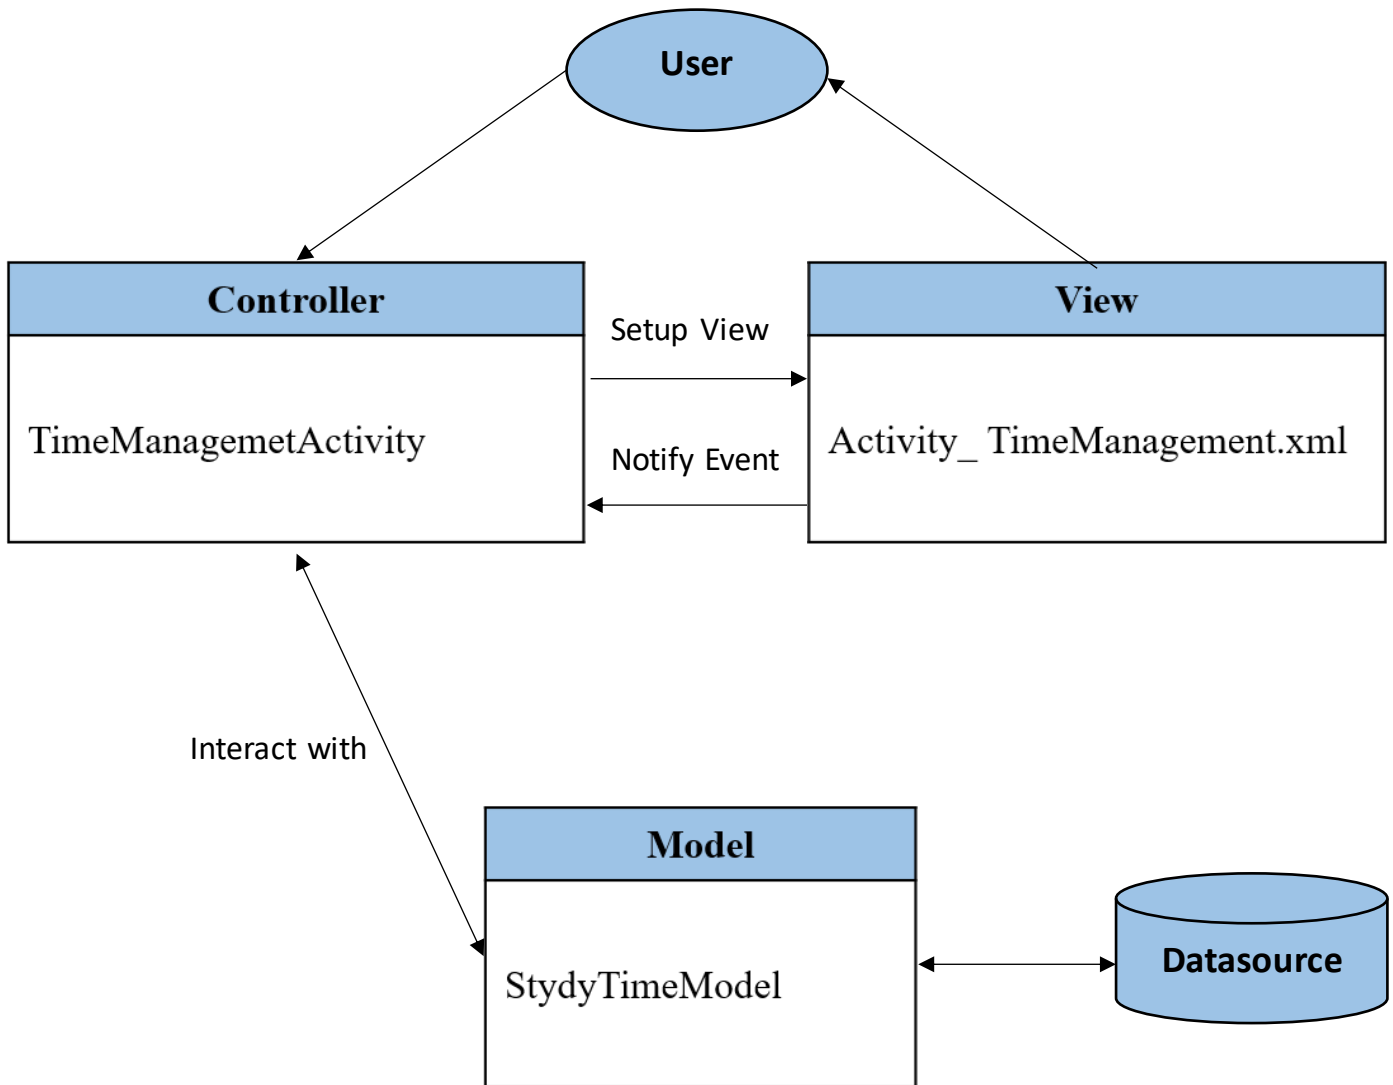 User
Controller
View
Setup View
TimeManagemetActivity
Activity_ TimeManagement.xml
Notify Event
Interact with
Model
StydyTimeModel
Datasource